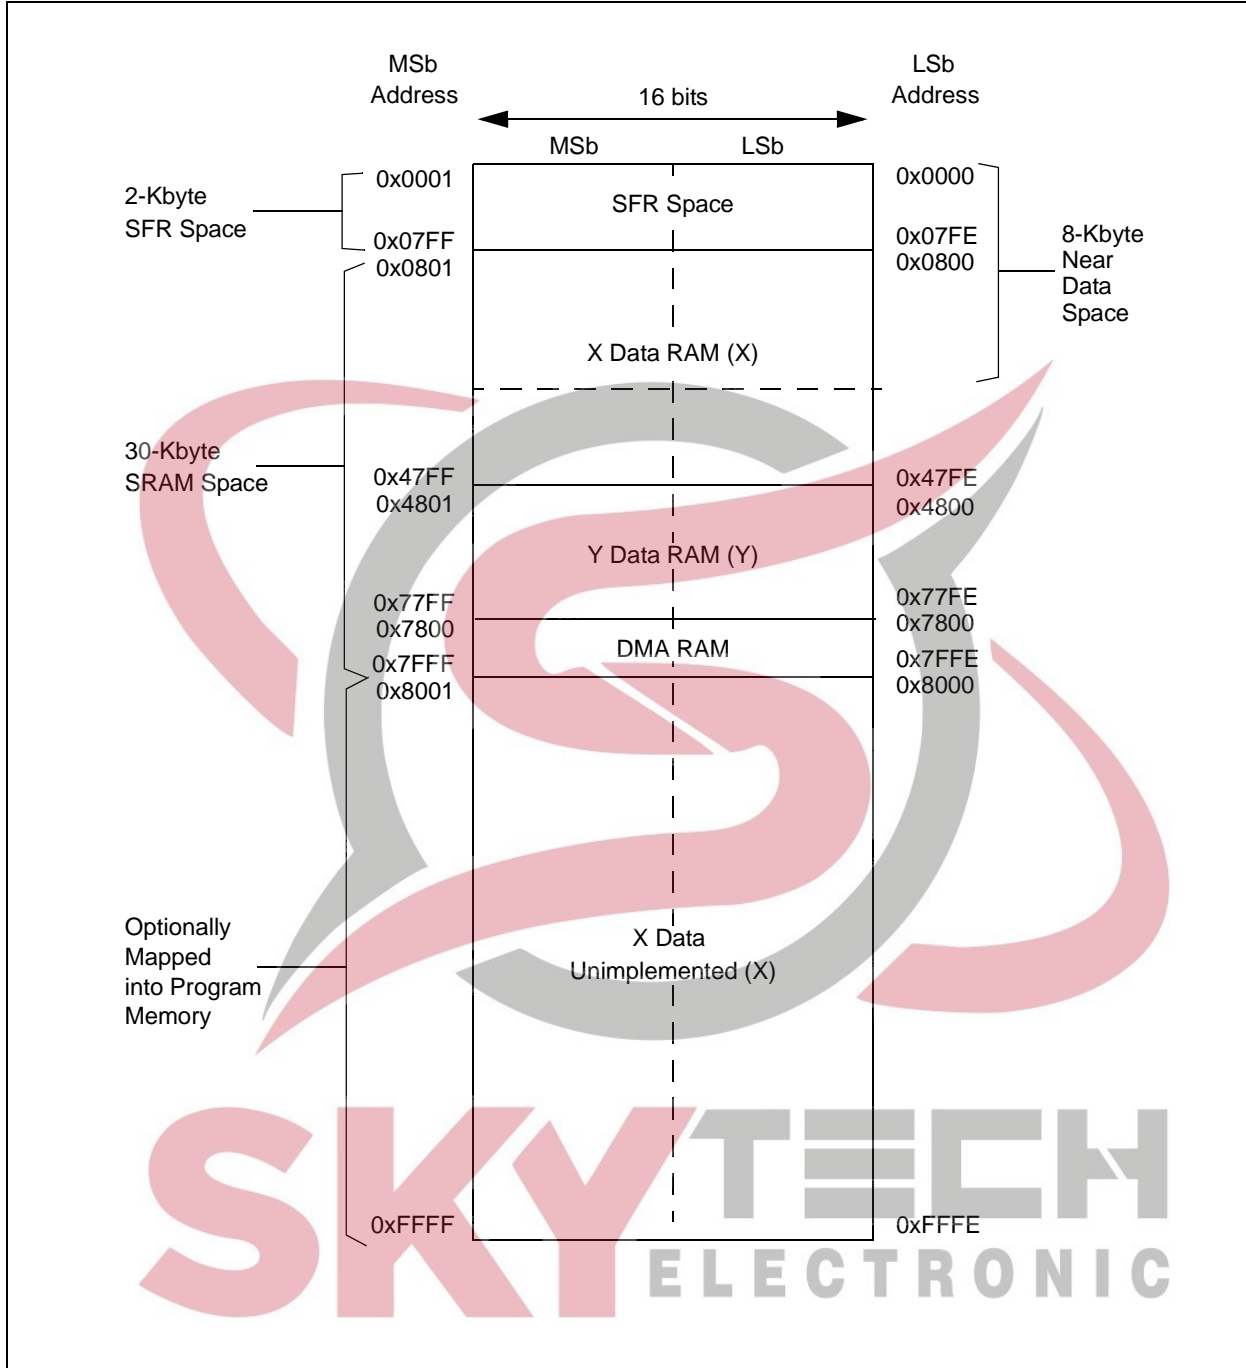 MSb
Address
LSb
Address
16 bits
MSb
LSb
0x0001
0x0000
2-Kbyte
SFR Space
SFR Space
0x07FF
0x07FE
0x0801
0x0800
8-Kbyte
Near
Data
Space
X Data RAM (X)
30-Kbyte
SRAM Space
0x47FF
0x47FE
0x4801
0x4800
Y Data RAM (Y)
0x77FF
0x77FE
0x7800
0x7800
DMA RAM
0x7FFF
0x7FFE
0x8001
0x8000
Optionally
Mapped
into Program
Memory
X Data
Unimplemented (X)
0xFFFF
0xFFFE
SKYTECH
ELECTRONIC